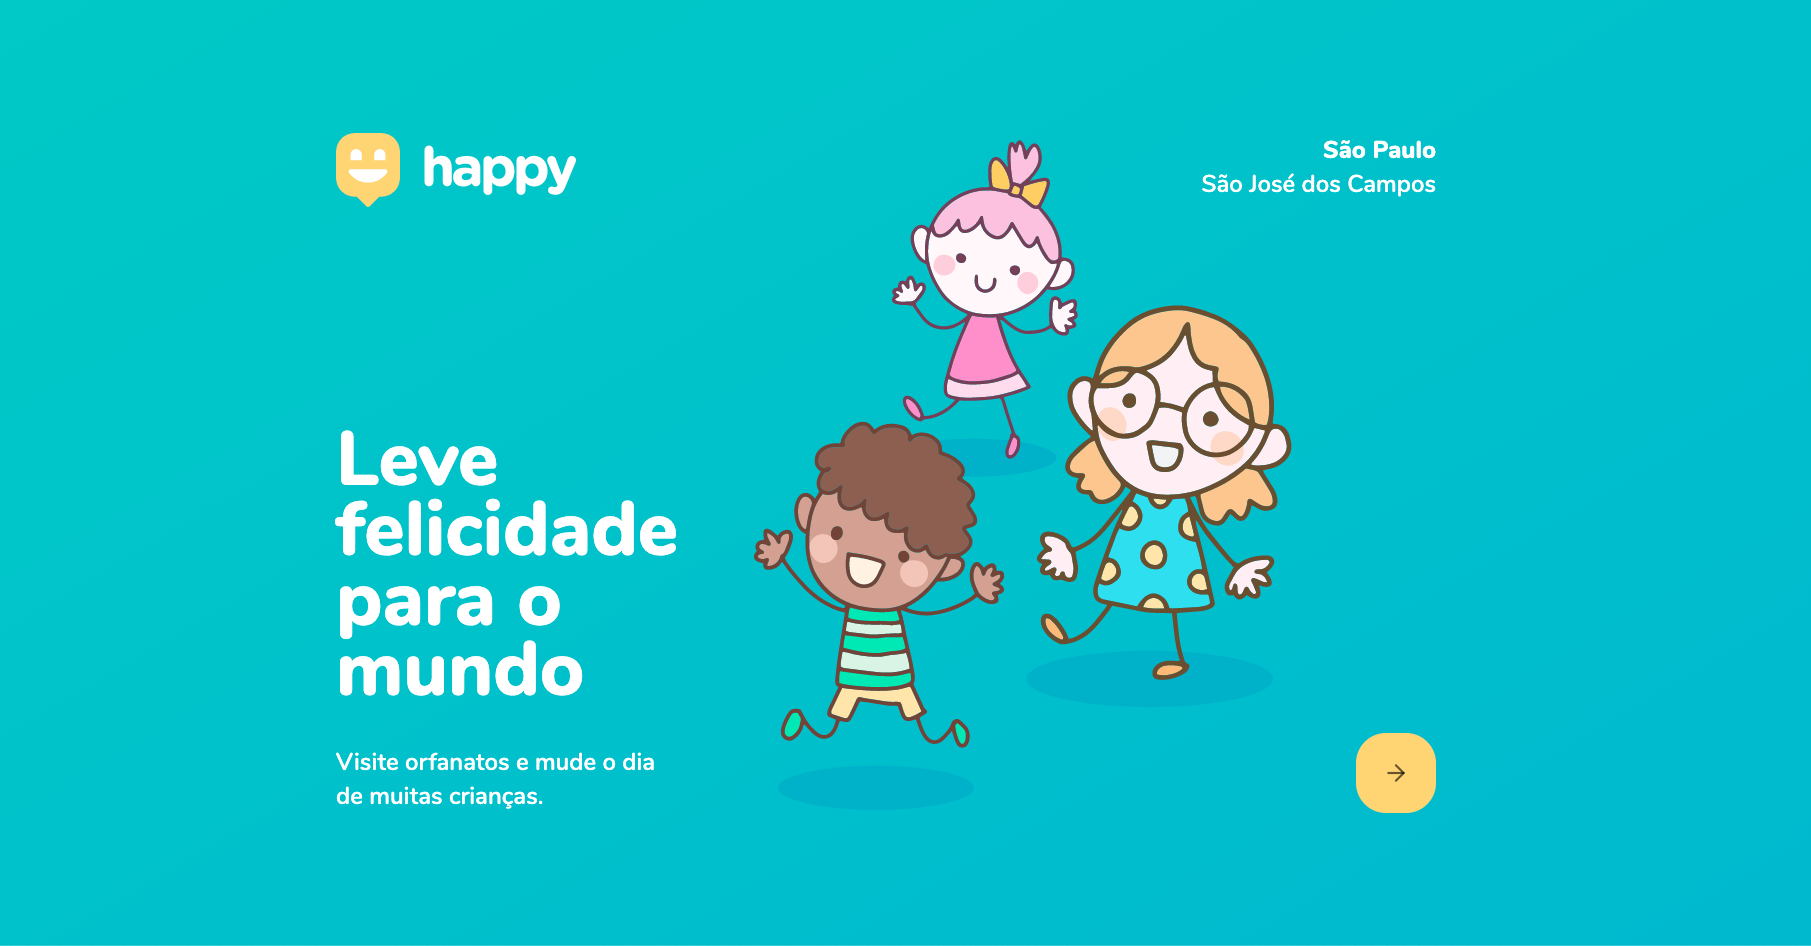 happy
São Paulo
São José dos Campos
Leve
felicidade
para o
mundo
Visite orfanatos e mude o dia
de muitas crianças.